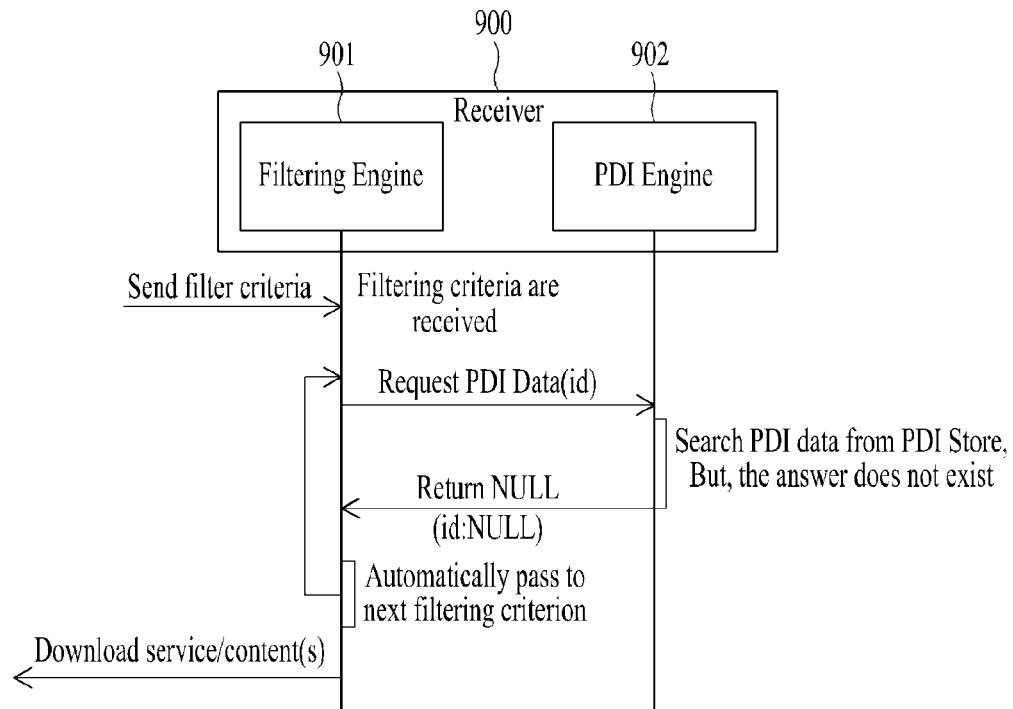 900
901
902
Receiver
Filtering Engine
PDI Engine
Send filter criteria
Filtering criteria are
received
Request PDI Data(id)
Search PDI data from PDI Store,
But, the answer does not exist
Return NULL
(id:NULL)
Automatically pass to
next filtering criterion
Download service/content(s)